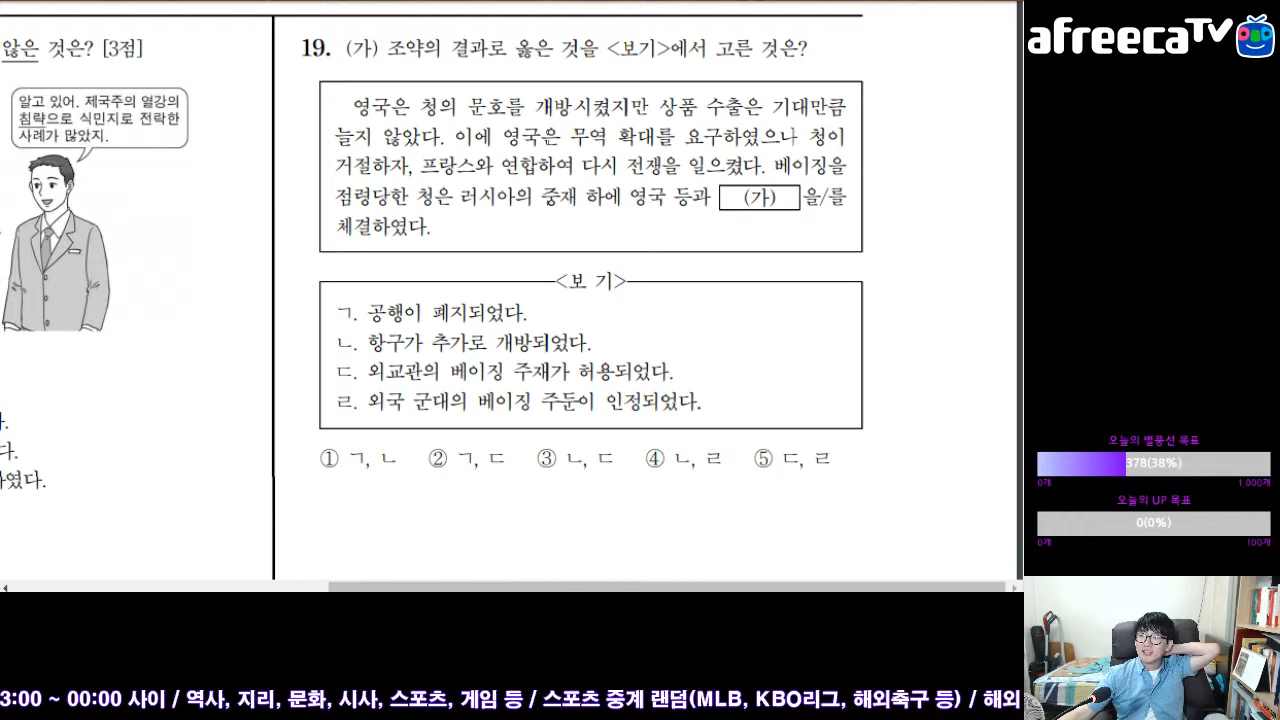 않은 것은? [3점]
알고 있어. 제국주의 열강의
침략으로 식민지로 전락한
사례가 많았지.
다.
하였다.
19. (가) 조약의 결과로 옳은 것을 <보기>에서 고른 것은?
영국은 청의 문호를 개방시켰지만 상품 수출은 기대만큼
늘지 않았다. 이에 영국은 무역 확대를 요구하였으나 청이
거절하자, 프랑스와 연합하여 다시 전쟁을 일으켰다. 베이징을
점령당한 청은 러시아의 중재 하에 영국 등과 (가) 을/를
체결하였다.
<보 기>
ㄱ. 공행이 폐지되었다.
ㄴ. 항구가 추가로 개방되었다.
ㄷ. 외교관의 베이징 주재가 허용되었다.
ㄹ. 외국 군대의 베이징 주둔이 인정되었다.
① ㄱ, ㄴ ② ㄱ, ㄷ ③ ㄴ, ㄷ ④ ㄴ, ㄹ ⑤ ㄷ, ㄹ
afreecaTV
오늘의 별풍선 목표
378(38%)
0개 1,000개
오늘의 UP 목표
0(0%)
0개 100개
3:00 ~ 00:00 사이 / 역사, 지리, 문화, 시사, 스포츠, 게임 등 / 스포츠 중계 랜덤(MLB, KBO리그, 해외축구 등) / 해외